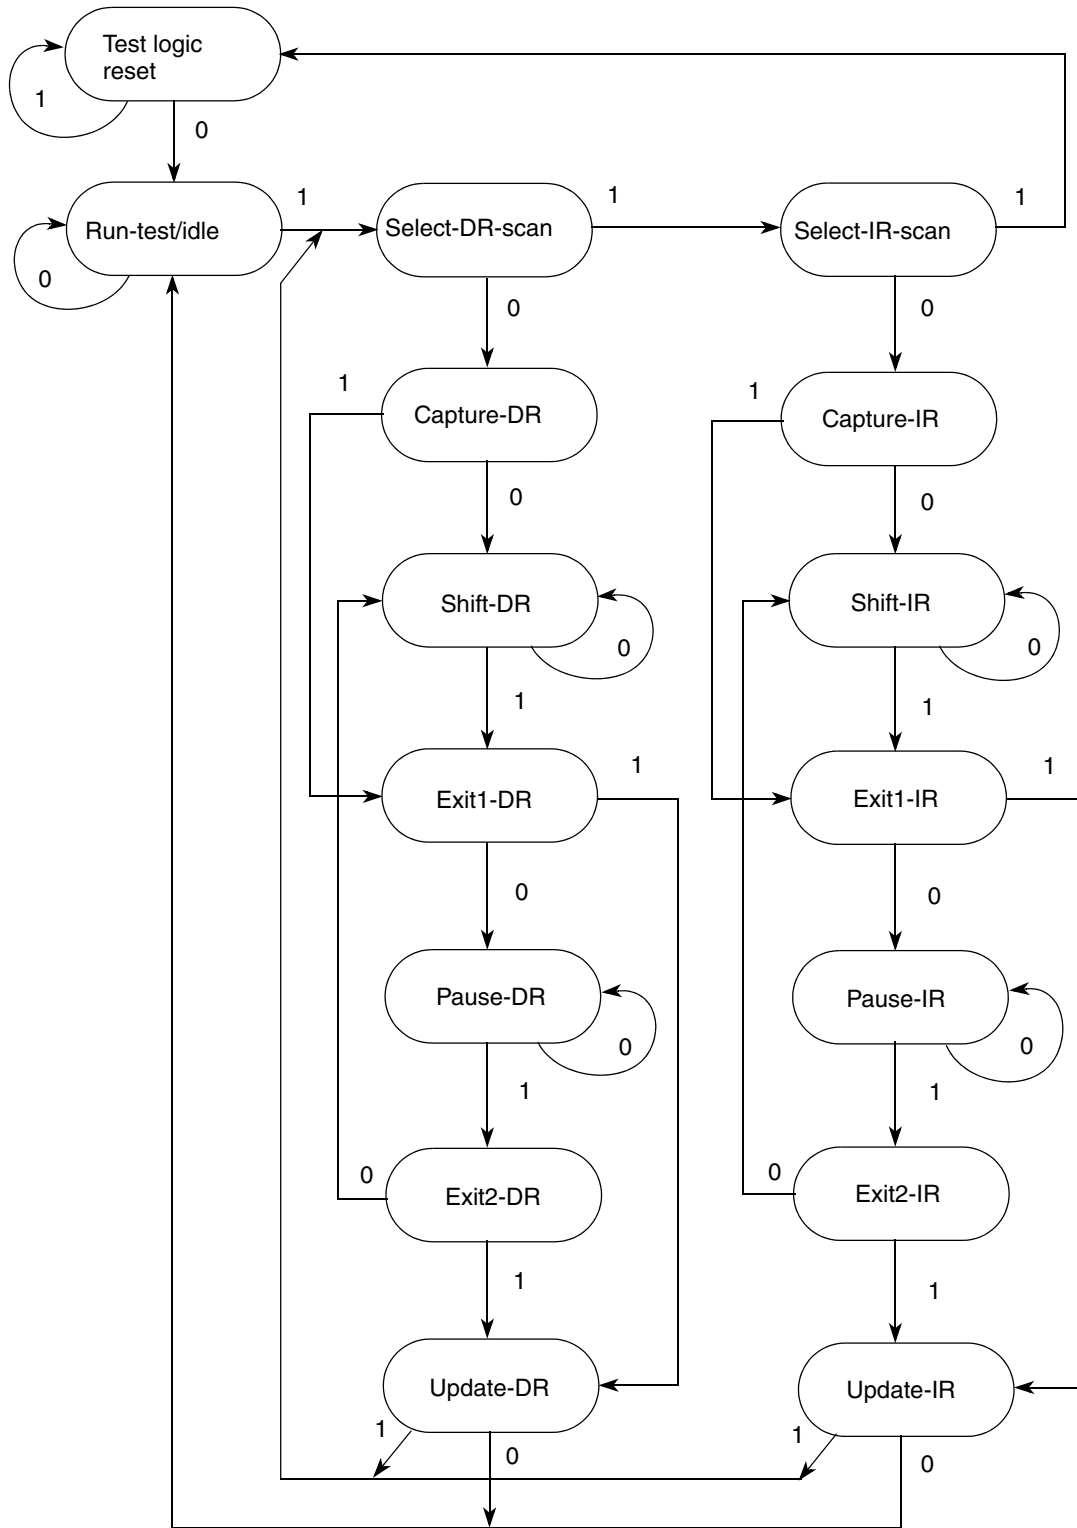 Test logic
reset
1
0
Run-test/idle
1
Select-DR-scan
1
Select-IR-scan
1
0
0
0
1
Capture-DR
1
Capture-IR
0
0
Shift-DR
0
Shift-IR
0
1
1
Exit1-DR
1
Exit1-IR
1
0
0
Pause-DR
0
Pause-IR
0
1
1
0
Exit2-DR
0
Exit2-IR
1
1
Update-DR
Update-IR
1
0
1
0